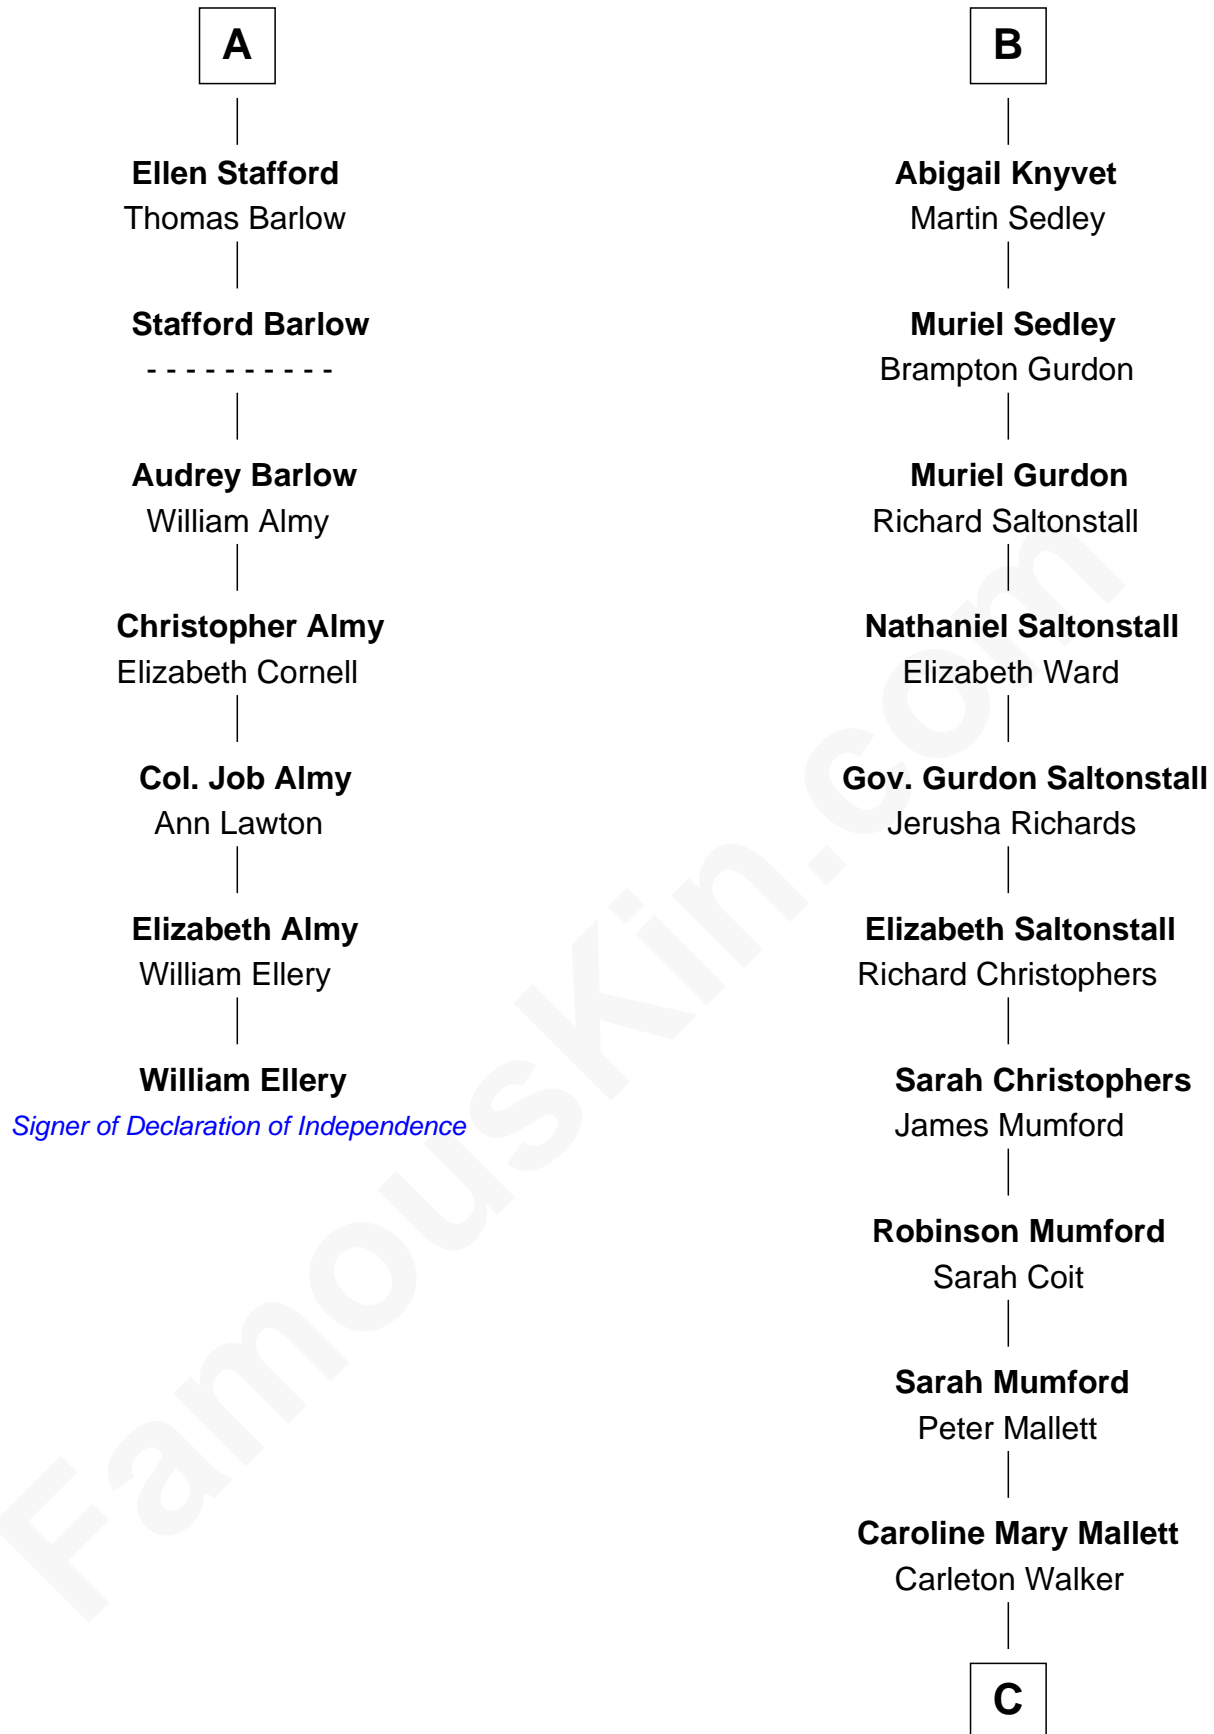 A
Ellen Stafford
Thomas Barlow
Stafford Barlow
- - - - - - - - - -
Audrey Barlow
William Almy
Christopher Almy
Elizabeth Cornell
Col. Job Almy
Ann Lawton
Elizabeth Almy
William Ellery
William Ellery
Signer of Declaration of Independence
B
Abigail Knyvet
Martin Sedley
Muriel Sedley
Brampton Gurdon
Muriel Gurdon
Richard Saltonstall
Nathaniel Saltonstall
Elizabeth Ward
Gov. Gurdon Saltonstall
Jerusha Richards
Elizabeth Saltonstall
Richard Christophers
Sarah Christophers
James Mumford
Robinson Mumford
Sarah Coit
Sarah Mumford
Peter Mallett
Caroline Mary Mallett
Carleton Walker
C
FamousKin.com